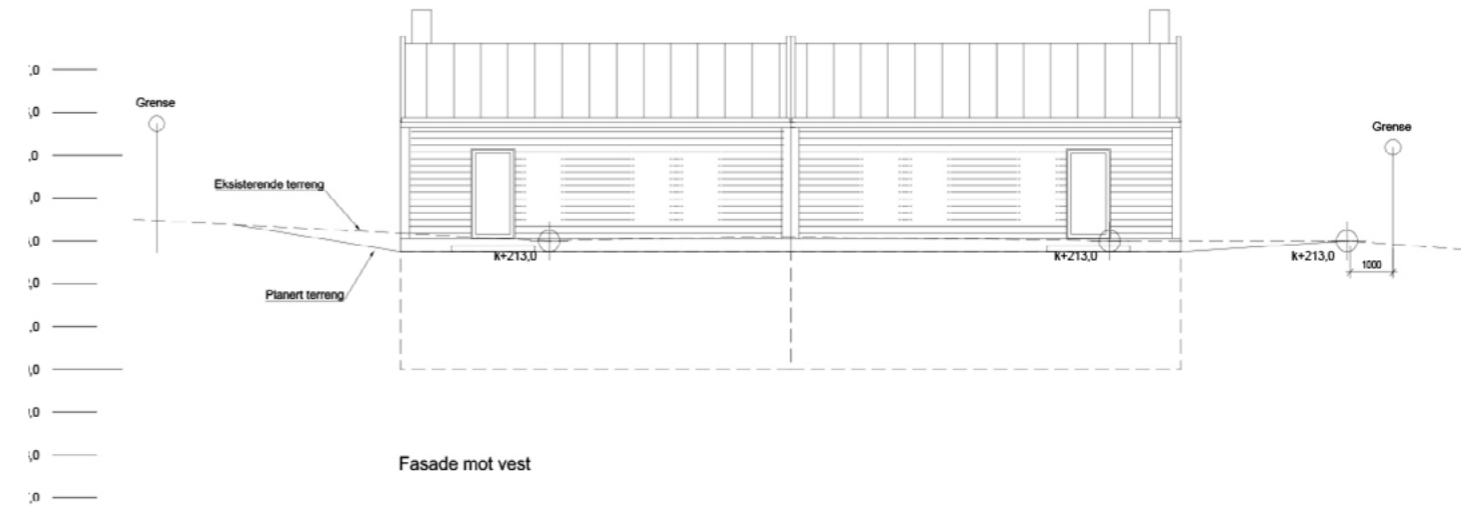 Grense
Grense
Eksisterende terreng
k+213,0
k+213,0
k+213,0
1000
Planert terreng
Fasade mot vest